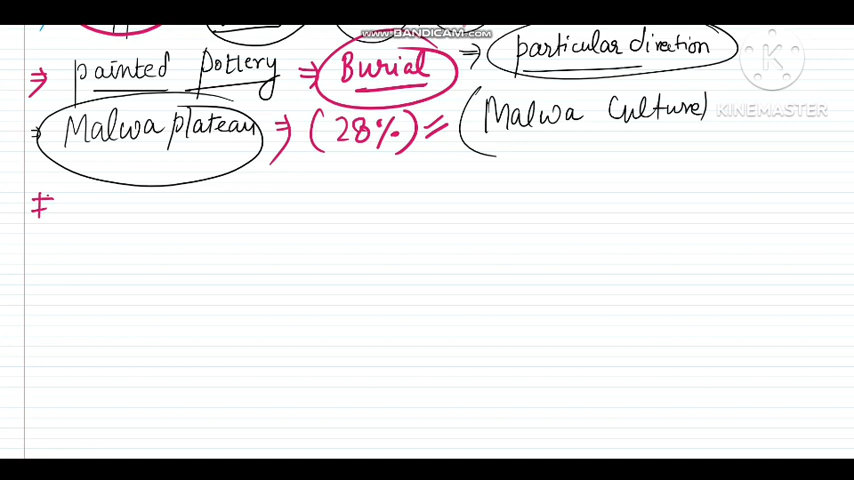 WWW.BANDICAM.COM
⇒ painted pottery ⇒ Burial ⇒ particular direction
⇒ Malwa plateau ⇒ (28%) = (Malwa Culture)
KINEMASTER